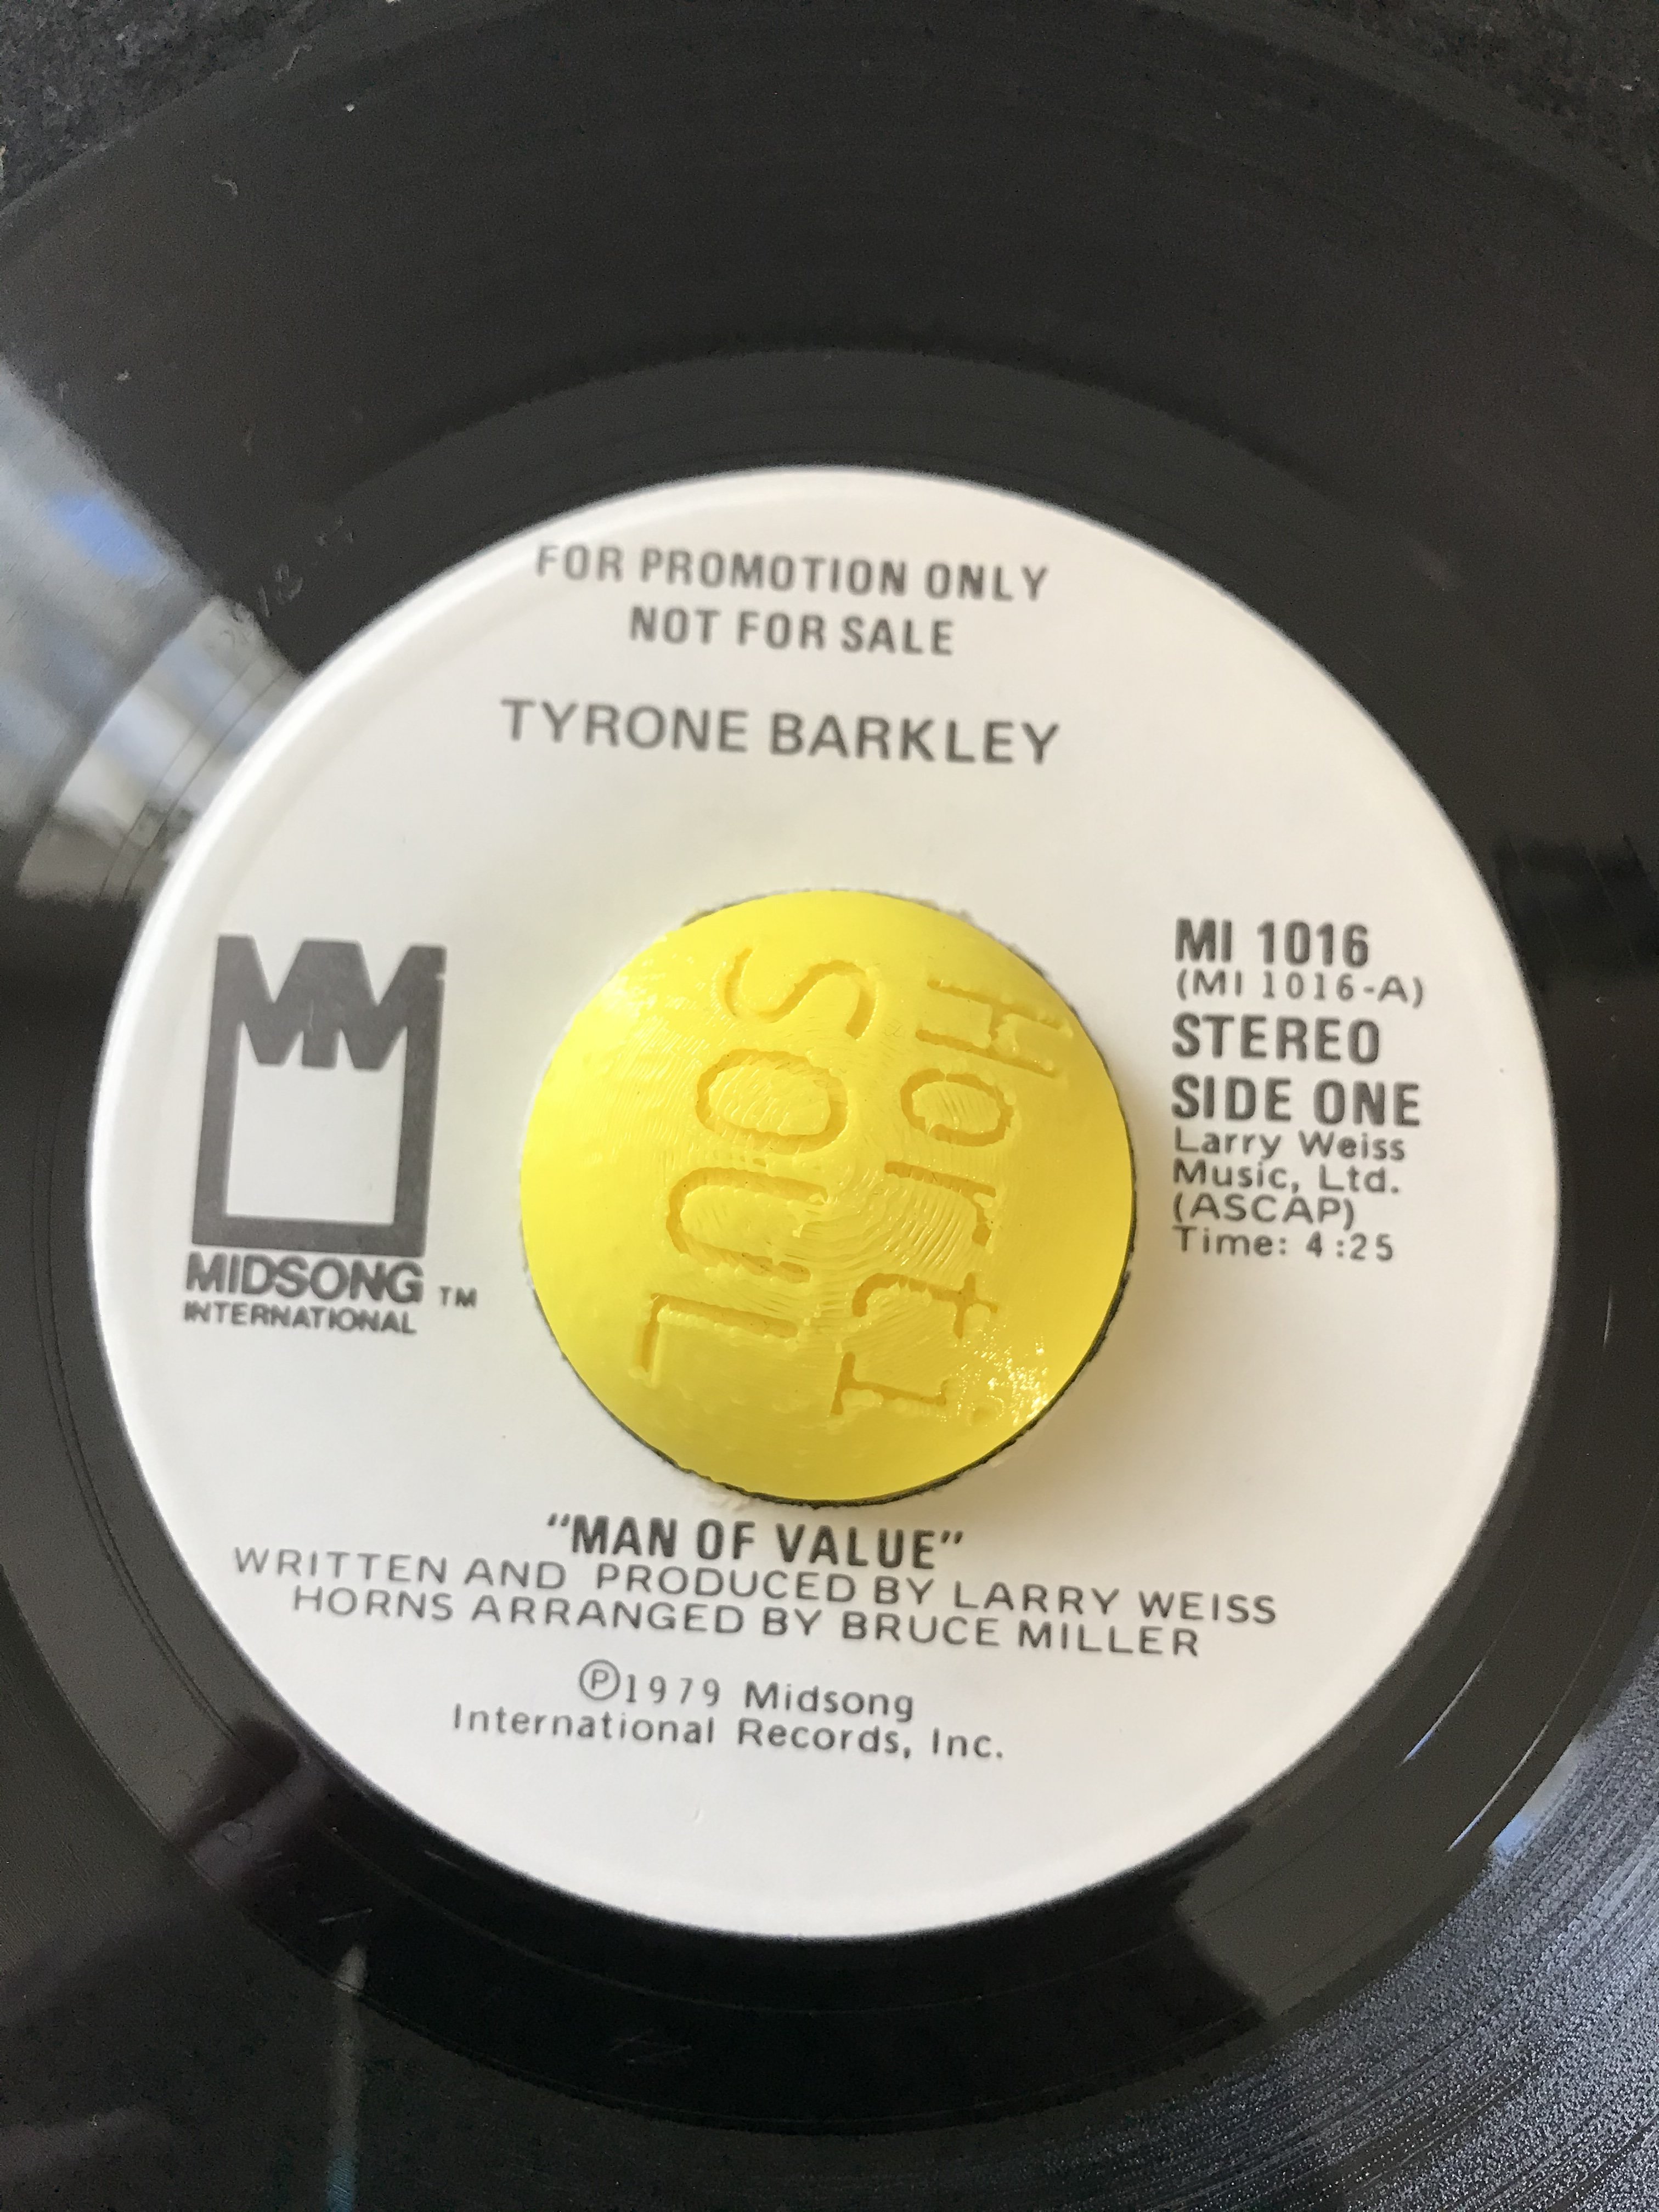 FOR PROMOTION ONLY
NOT FOR SALE
TYRONE BARKLEY
MM
MIDSONG TM
INTERNATIONAL
Horti
SOUL
MI 1016
(MI 1016-A)
STEREO
SIDE ONE
Larry Weiss
Music, Ltd.
(ASCAP)
Time: 4:25
"MAN OF VALUE"
WRITTEN AND PRODUCED BY LARRY WEISS
HORNS ARRANGED BY BRUCE MILLER
℗1979 Midsong
International Records, Inc.